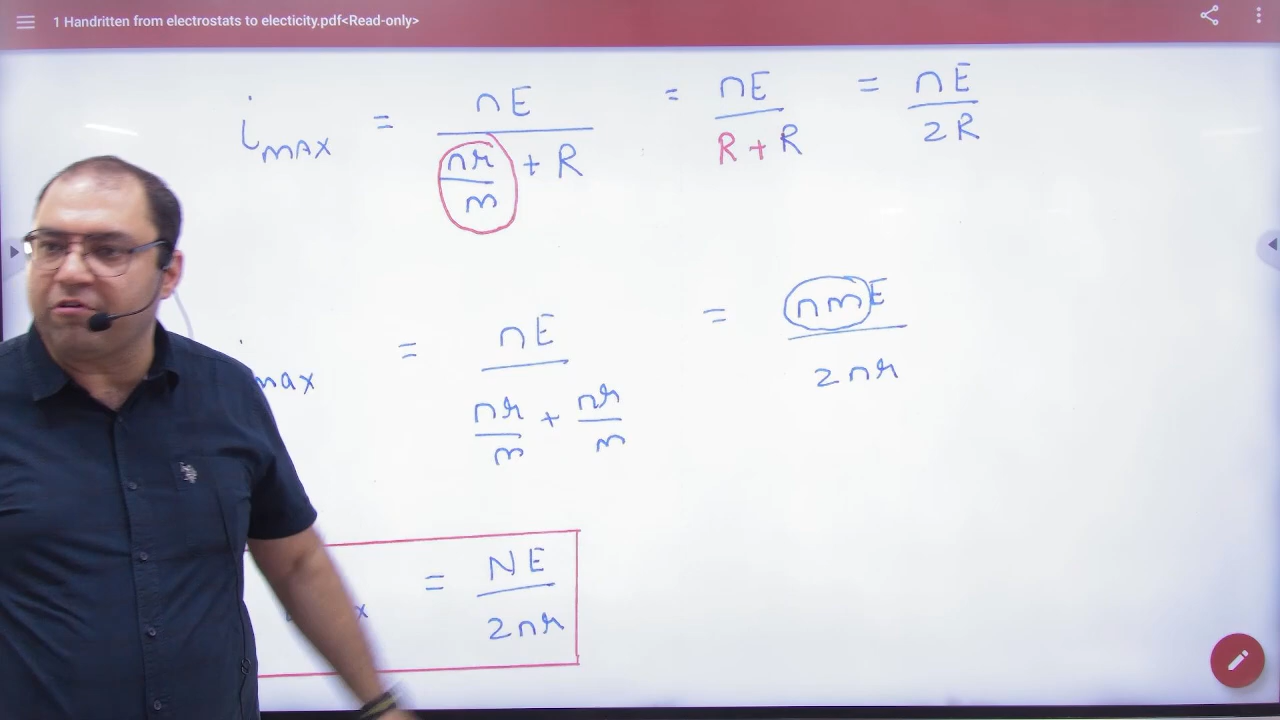 1 Handritten from electrostats to electicity.pdf<Read-only>
i_MAX = nE / (nr/m + R) = nE / (R + R) = nE / 2R
max = nE / (nr/m + nr/m) = nmE / 2nr
x = NE / 2nr